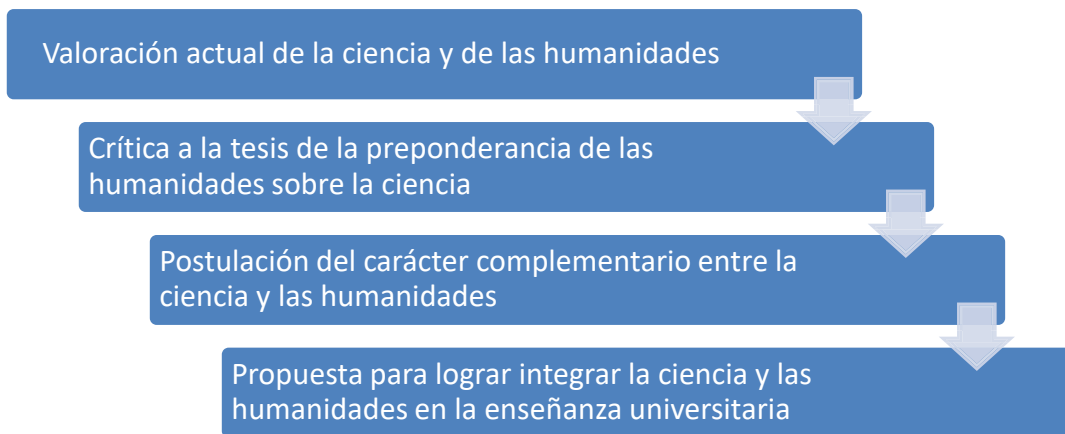 Valoración actual de la ciencia y de las humanidades
Crítica a la tesis de la preponderancia de las
humanidades sobre la ciencia
Postulación del carácter complementario entre la
ciencia y las humanidades
Propuesta para lograr integrar la ciencia y las
humanidades en la enseñanza universitaria